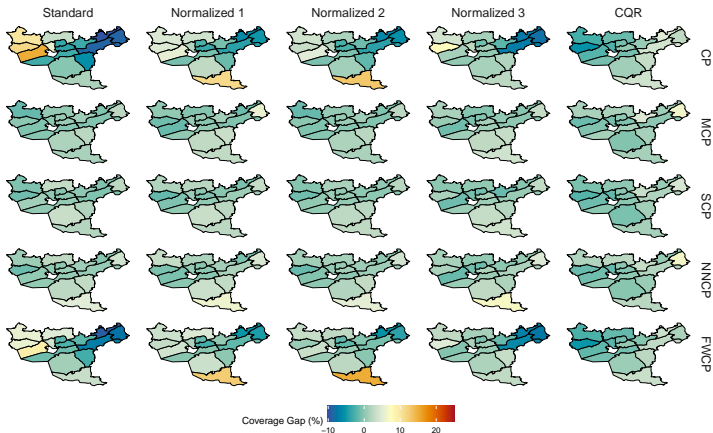 Standard Normalized 1 Normalized 2 Normalized 3 CQR
CP
MCP
SCP
NNCP
FWCP
Coverage Gap (%)
-10 0 10 20